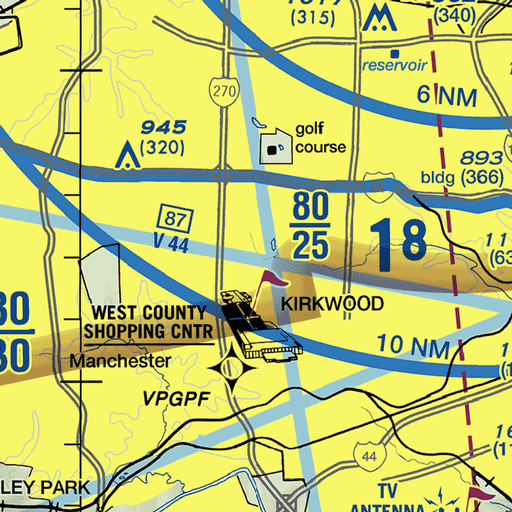 (315)
(340)
reservoir
270
6 NM
945
(320)
golf
course
893
bldg (366)
64
87
V 44
80
25
18
WEST COUNTY
SHOPPING CNTR
KIRKWOOD
10 NM
Manchester
VPGPF
44
LEY PARK
TV
ANTENNA